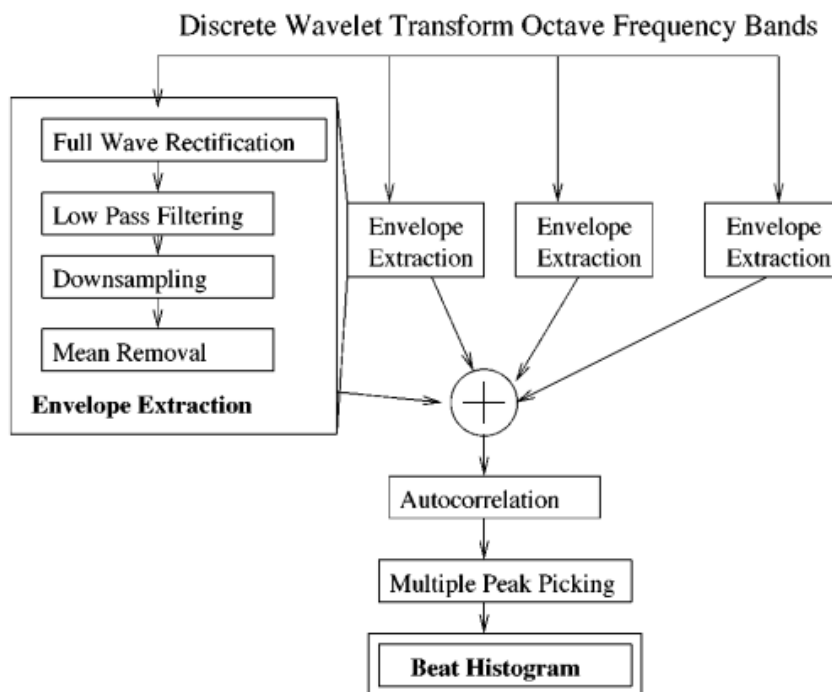 Discrete Wavelet Transform Octave Frequency Bands
Full Wave Rectification
Low Pass Filtering
Downsampling
Mean Removal
Envelope Extraction
Envelope
Extraction
Envelope
Extraction
Envelope
Extraction
Autocorrelation
Multiple Peak Picking
Beat Histogram